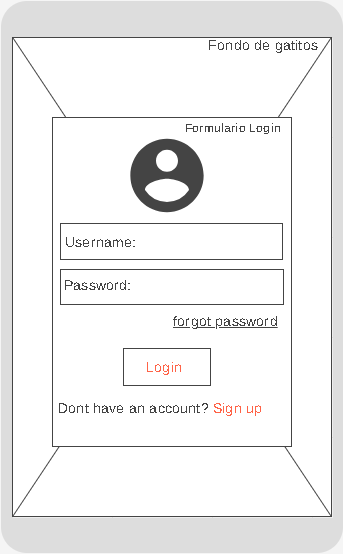 Fondo de gatitos
Formulario Login
Username:
Password:
forgot password
Login
Dont have an account? Sign up